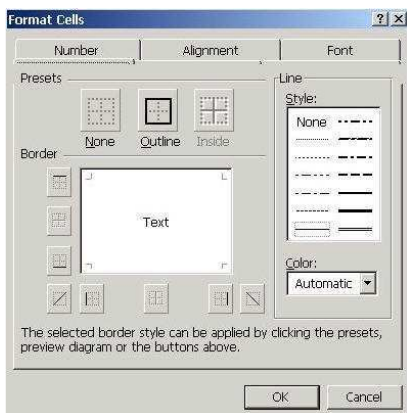 Format Cells
Number Alignment Font
Presets
None Outline Inside
Border
Text
Line
Style:
None
Color:
Automatic
The selected border style can be applied by clicking the presets,
preview diagram or the buttons above.
OK Cancel